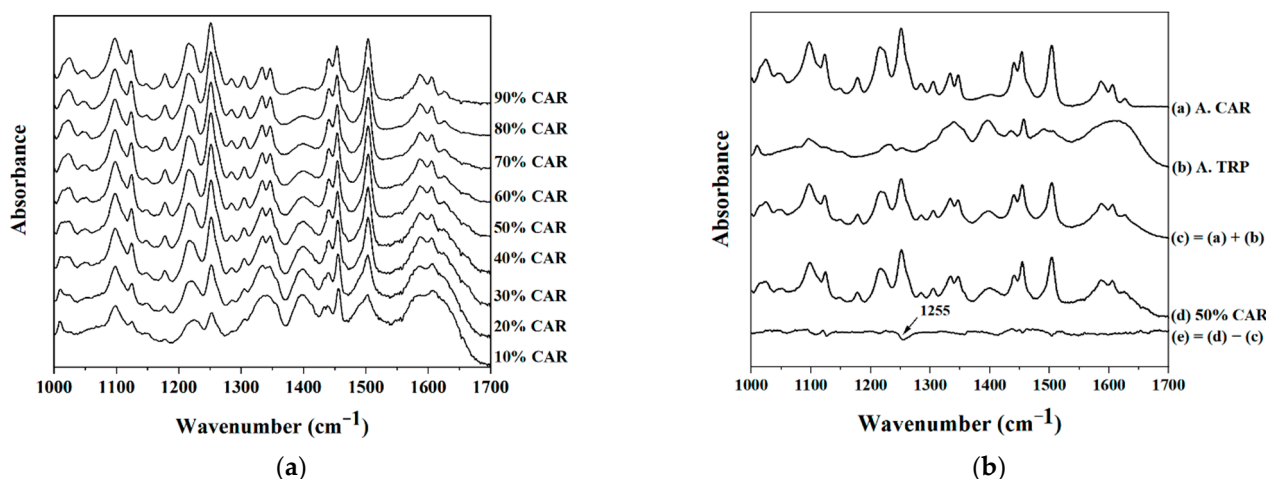 Absorbance
90% CAR
80% CAR
70% CAR
60% CAR
50% CAR
40% CAR
30% CAR
20% CAR
10% CAR
1000 1100 1200 1300 1400 1500 1600 1700
Wavenumber (cm⁻¹)
(a)
Absorbance
(a) A. CAR
(b) A. TRP
(c) = (a) + (b)
(d) 50% CAR
1255
(e) = (d) − (c)
1000 1100 1200 1300 1400 1500 1600 1700
Wavenumber (cm⁻¹)
(b)